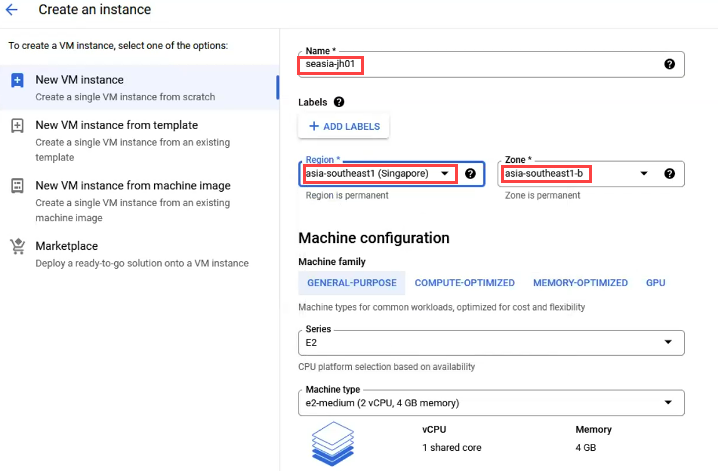 Create an instance
To create a VM instance, select one of the options:
New VM instance
Create a single VM instance from scratch
New VM instance from template
Create a single VM instance from an existing
template
New VM instance from machine image
Create a single VM instance from an existing
machine image
Marketplace
Deploy a ready-to-go solution onto a VM instance
Name *
seasia-jh01
Labels
+ ADD LABELS
Region *
asia-southeast1 (Singapore)
Region is permanent
Zone *
asia-southeast1-b
Zone is permanent
Machine configuration
Machine family
GENERAL-PURPOSE COMPUTE-OPTIMIZED MEMORY-OPTIMIZED GPU
Machine types for common workloads, optimized for cost and flexibility
Series
E2
CPU platform selection based on availability
Machine type
e2-medium (2 vCPU, 4 GB memory)
vCPU
1 shared core
Memory
4 GB